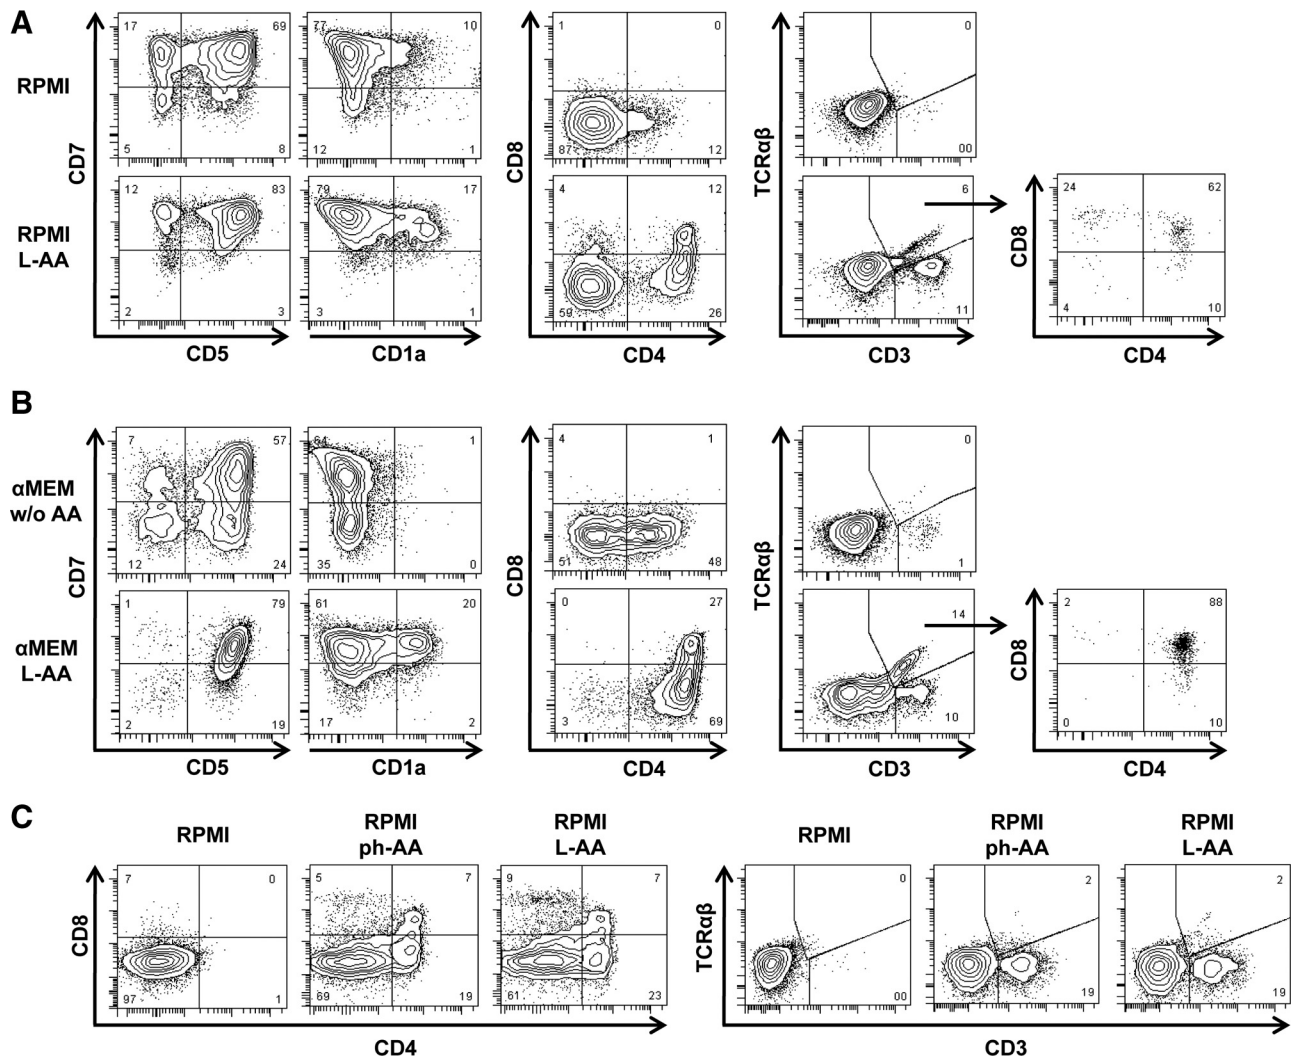 A
RPMI
17 69
5 8
77 10
12 1
1 0
87 12
0
00
CD7
CD8
TCRαβ
RPMI
L-AA
12 83
2 3
79 17
3 1
4 12
59 26
6
11
CD8
24 62
4 10
CD5
CD1a
CD4
CD3
CD4
B
αMEM
w/o AA
7 57
12 24
64 1
35 0
4 1
51 48
0
1
CD7
CD8
TCRαβ
αMEM
L-AA
1 79
2 19
61 20
17 2
0 27
3 69
14
10
CD8
2 88
0 10
CD5
CD1a
CD4
CD3
CD4
C
RPMI
RPMI
ph-AA
RPMI
L-AA
RPMI
RPMI
ph-AA
RPMI
L-AA
CD8
7 0
97 1
5 7
69 19
9 7
61 23
TCRαβ
0
00
2
19
2
19
CD4
CD3